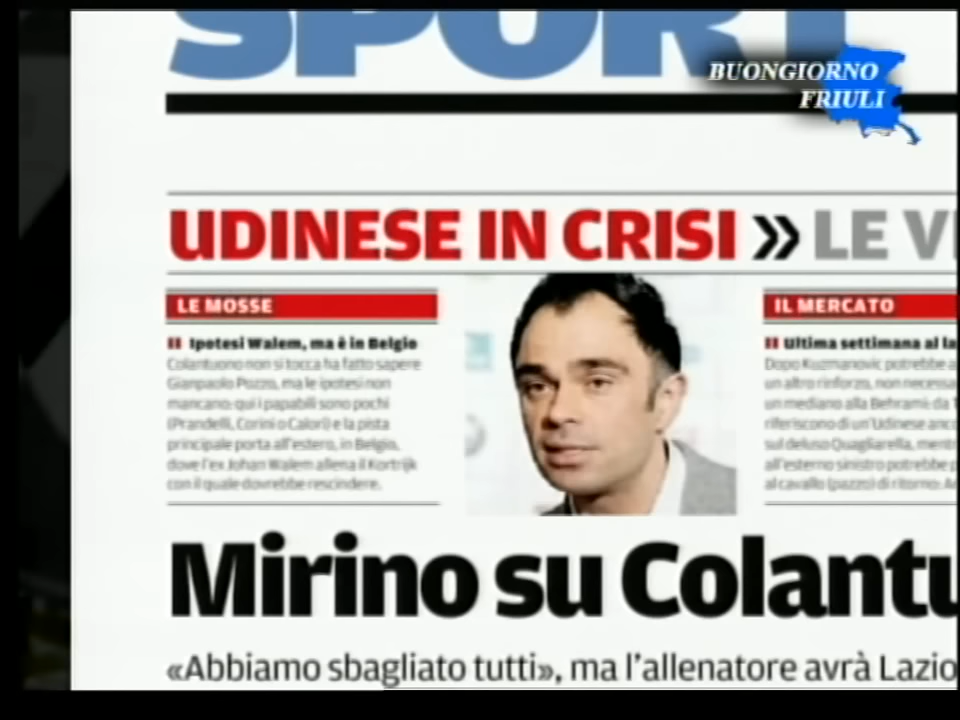 SPORT
BUONGIORNO
FRIULI
UDINESE IN CRISI » LE
LE MOSSE
Ipotesi Walem, ma è in Belgio
Colantuono non si tocca ha fatto sapere
Gianpaolo Pozzo, ma le ipotesi non
mancano: qui i papabili sono pochi
(Prandelli, Corini o Calori) e la pista
principale porta all'estero, in Belgio,
dove l'ex Johan Walem allena il Kortrijk
con il quale dovrebbe rescindere.
IL MERCATO
Ultima settimana al
Dopo Kuzmanovic potrebbe
un altro rinforzo, non
un mediano alla Behrami: da
riferiscono di un'Udinese
sul deluso Quagliarella,
all'esterno sinistro potrebbe
al cavallo (pazzo) di ritorno:
Mirino su Colantu
«Abbiamo sbagliato tutti», ma l'allenatore avrà Lazio